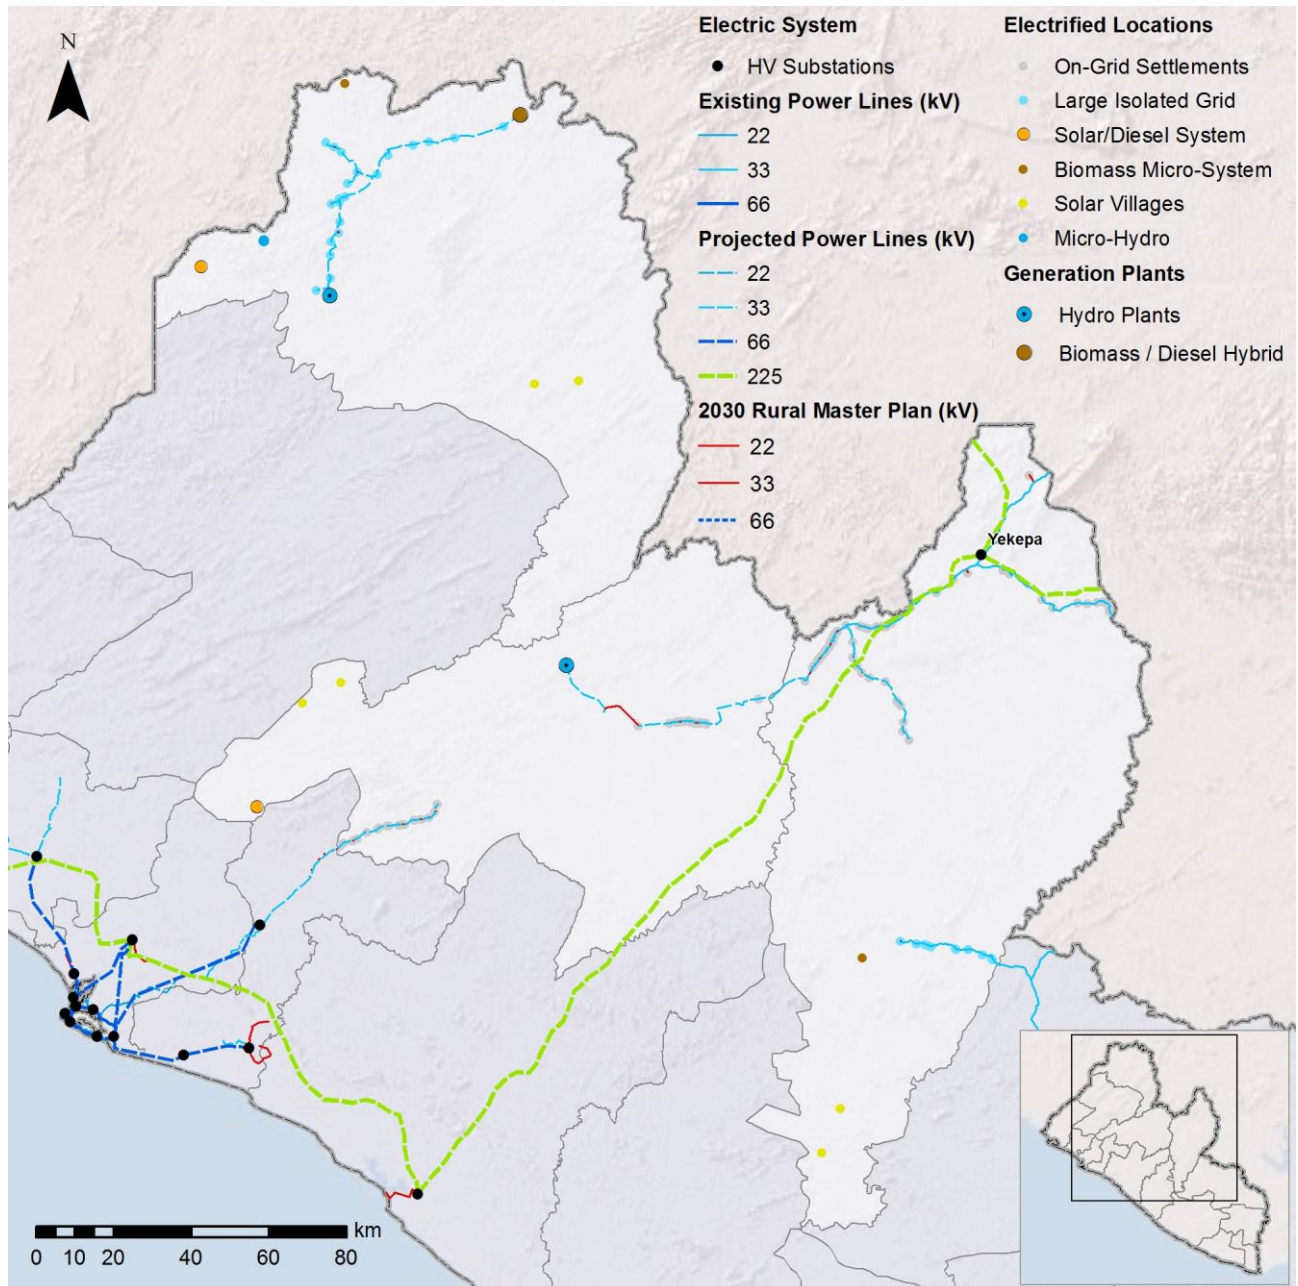 N
Electric System
HV Substations
Existing Power Lines (kV)
22
33
66
Projected Power Lines (kV)
22
33
66
225
2030 Rural Master Plan (kV)
22
33
66
Electrified Locations
On-Grid Settlements
Large Isolated Grid
Solar/Diesel System
Biomass Micro-System
Solar Villages
Micro-Hydro
Generation Plants
Hydro Plants
Biomass / Diesel Hybrid
Yekepa
km
0 10 20 40 60 80